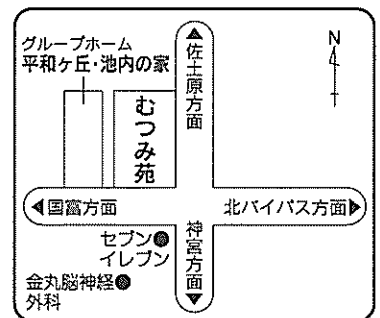 グループホーム
平和ヶ丘・池内の家
むつみ苑
▲佐土原方面
N
◀国富方面
北バイパス方面▶
神宮方面▼
セブン
イレブン
金丸脳神経
外科